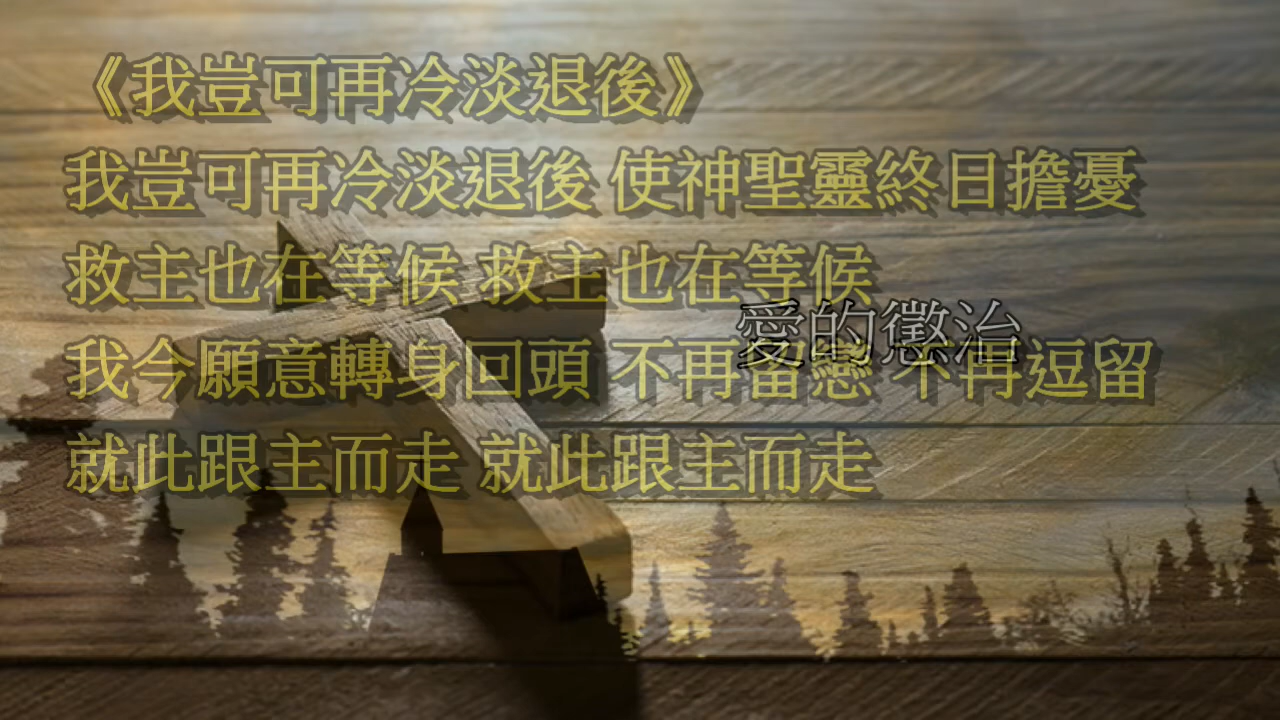 《我豈可再冷淡退後》
我豈可再冷淡退後 使神聖靈終日擔憂
救主也在等候 救主也在等候
愛的懲治
我今願意轉身回頭 不再留戀 不再逗留
就此跟主而走 就此跟主而走